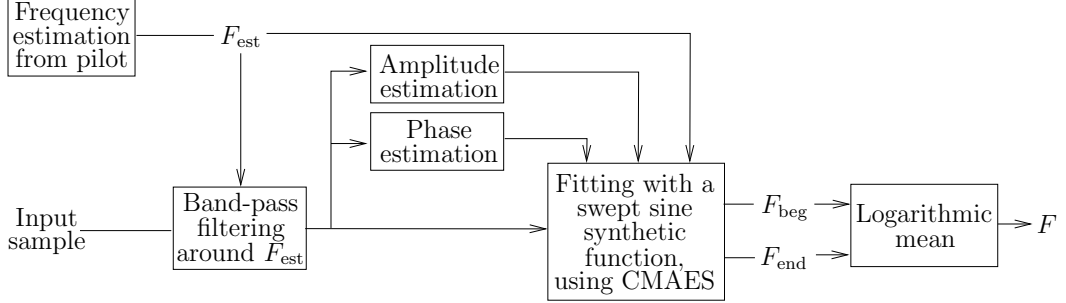 Frequency
estimation
from pilot
F_est
Amplitude
estimation
Phase
estimation
Input
sample
Band-pass
filtering
around F_est
Fitting with a
swept sine
synthetic
function,
using CMAES
F_beg
F_end
Logarithmic
mean
F